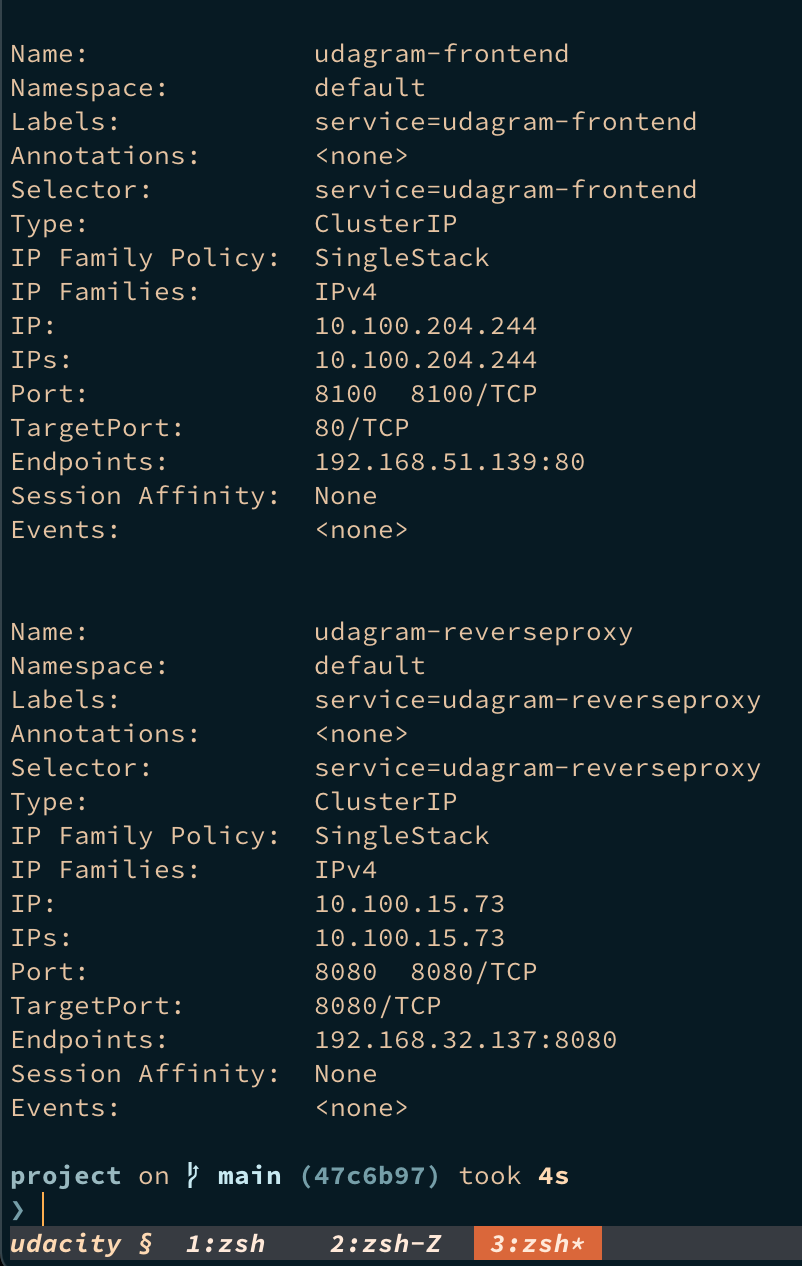 Name:              udagram-frontend
Namespace:         default
Labels:            service=udagram-frontend
Annotations:       <none>
Selector:          service=udagram-frontend
Type:              ClusterIP
IP Family Policy:  SingleStack
IP Families:       IPv4
IP:                10.100.204.244
IPs:               10.100.204.244
Port:              8100  8100/TCP
TargetPort:        80/TCP
Endpoints:         192.168.51.139:80
Session Affinity:  None
Events:            <none>
Name:              udagram-reverseproxy
Namespace:         default
Labels:            service=udagram-reverseproxy
Annotations:       <none>
Selector:          service=udagram-reverseproxy
Type:              ClusterIP
IP Family Policy:  SingleStack
IP Families:       IPv4
IP:                10.100.15.73
IPs:               10.100.15.73
Port:              8080  8080/TCP
TargetPort:        8080/TCP
Endpoints:         192.168.32.137:8080
Session Affinity:  None
Events:            <none>
project on  main (47c6b97) took 4s
❯
udacity §  1:zsh    2:zsh-Z   3:zsh*